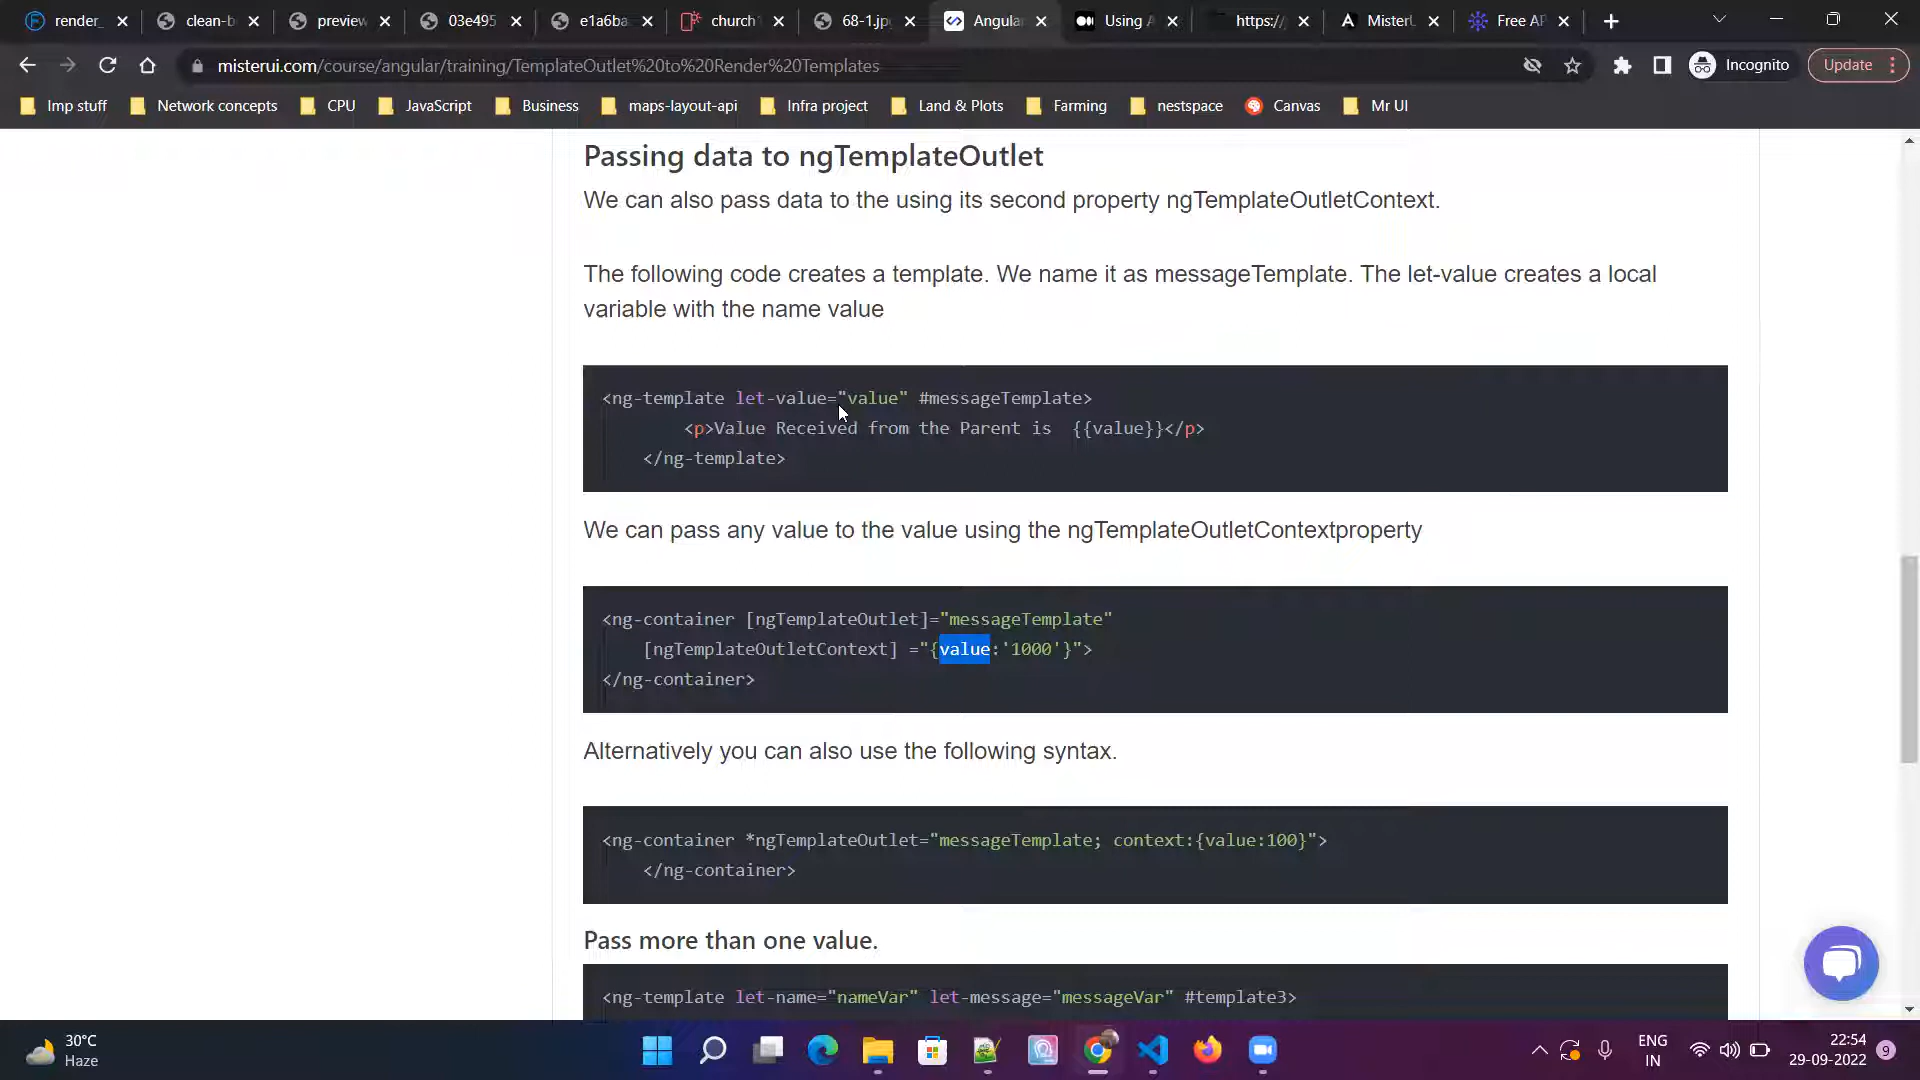 render_
clean-b
preview
03e495
e1a6ba
church
68-1.jp
Angular
Using A
https://
MisterU
Free AP
misterui.com/course/angular/training/TemplateOutlet%20to%20Render%20Templates
Incognito
Update
Imp stuff
Network concepts
CPU
JavaScript
Business
maps-layout-api
Infra project
Land & Plots
Farming
nestspace
Canvas
Mr UI
Passing data to ngTemplateOutlet
We can also pass data to the using its second property ngTemplateOutletContext.
The following code creates a template. We name it as messageTemplate. The let-value creates a local
variable with the name value
<ng-template let-value="value" #messageTemplate>
<p>Value Received from the Parent is {{value}}</p>
</ng-template>
We can pass any value to the value using the ngTemplateOutletContextproperty
<ng-container [ngTemplateOutlet]="messageTemplate"
[ngTemplateOutletContext] ="{value:'1000'}">
</ng-container>
Alternatively you can also use the following syntax.
<ng-container *ngTemplateOutlet="messageTemplate; context:{value:100}">
</ng-container>
Pass more than one value.
<ng-template let-name="nameVar" let-message="messageVar" #template3>
30°C
Haze
ENG
IN
22:54
29-09-2022
9